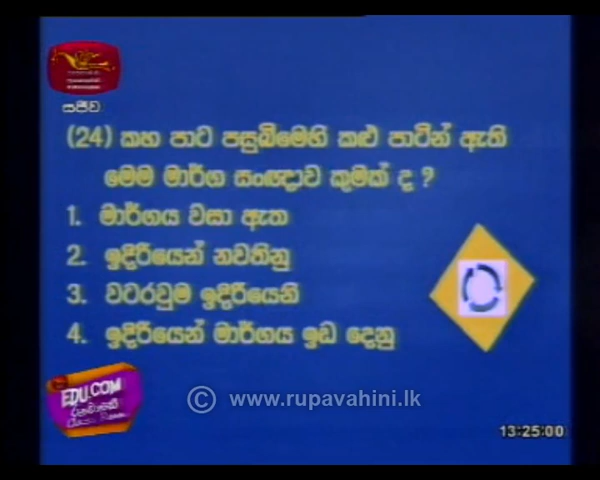 සජීව
(24) කහ පාට පසුබිමෙහි කළු පාටින් ඇති
මෙම මාර්ග සංඥාව කුමක් ද ?
1. මාර්ගය වසා ඇත
2. ඉදිරියෙන් නවතිනු
3. වටරවුම ඉදිරියෙනි
4. ඉදිරියෙන් මාර්ගය ඉඩ දෙනු
EDU.COM
© www.rupavahini.lk
13:25:00